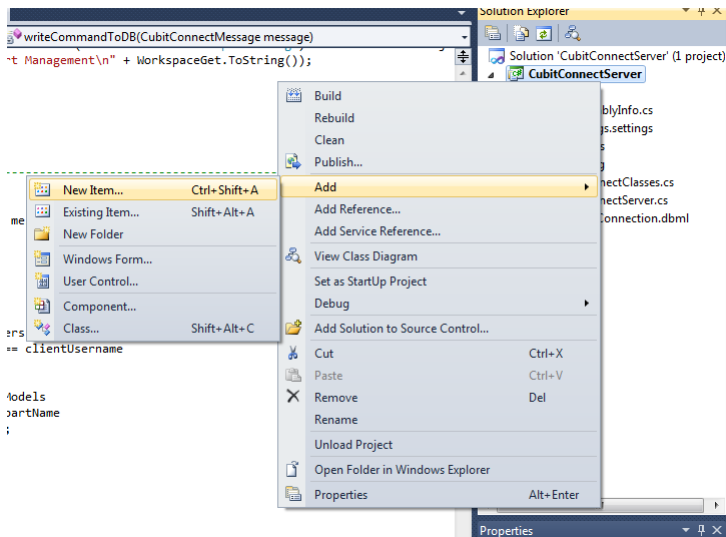 Solution Explorer
writeCommandToDB(CubitConnectMessage message)
rt Management\n" + WorkspaceGet.ToString());
Solution 'CubitConnectServer' (1 project)
CubitConnectServer
Build
Rebuild
Clean
Publish...
Add
Add Reference...
Add Service Reference...
View Class Diagram
Set as StartUp Project
Debug
Add Solution to Source Control...
Cut Ctrl+X
Paste Ctrl+V
Remove Del
Rename
Unload Project
Open Folder in Windows Explorer
Properties Alt+Enter
New Item... Ctrl+Shift+A
Existing Item... Shift+Alt+A
New Folder
Windows Form...
User Control...
Component...
Class... Shift+Alt+C
blyInfo.cs
gs.settings
s
g
nectClasses.cs
nectServer.cs
Connection.dbml
me
ers
== clientUsername
Models
partName
;
Properties